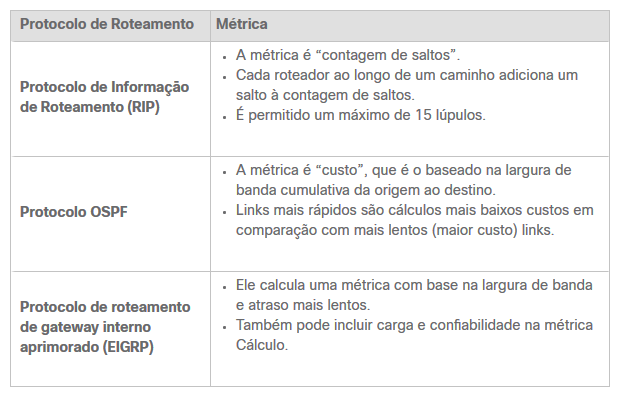 Protocolo de Roteamento Métrica
Protocolo de Informação
de Roteamento (RIP)
• A métrica é “contagem de saltos”.
• Cada roteador ao longo de um caminho adiciona um
salto à contagem de saltos.
• É permitido um máximo de 15 lúpulos.
Protocolo OSPF
• A métrica é “custo”, que é o baseado na largura de
banda cumulativa da origem ao destino.
• Links mais rápidos são cálculos mais baixos custos em
comparação com mais lentos (maior custo) links.
Protocolo de roteamento
de gateway interno
aprimorado (EIGRP)
• Ele calcula uma métrica com base na largura de banda
e atraso mais lentos.
• Também pode incluir carga e confiabilidade na métrica
Cálculo.